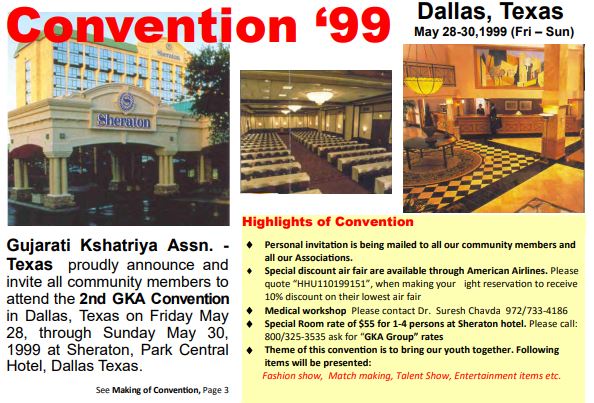 Convention ‘99
Dallas, Texas
May 28-30,1999 (Fri – Sun)
Sheraton
Gujarati Kshatriya Assn. -
Texas proudly announce and
invite all community members to
attend the 2nd GKA Convention
in Dallas, Texas on Friday May
28, through Sunday May 30,
1999 at Sheraton, Park Central
Hotel, Dallas Texas.
See Making of Convention, Page 3
Highlights of Convention
♦ Personal invitation is being mailed to all our community members and
all our Associations.
♦ Special discount air fair are available through American Airlines. Please
quote “HHU110199151”, when making your ight reservation to receive
10% discount on their lowest air fair
♦ Medical workshop Please contact Dr. Suresh Chavda 972/733-4186
♦ Special Room rate of $55 for 1-4 persons at Sheraton hotel. Please call:
800/325-3535 ask for “GKA Group” rates
♦ Theme of this convention is to bring our youth together. Following
items will be presented:
Fashion show, Match making, Talent Show, Entertainment items etc.